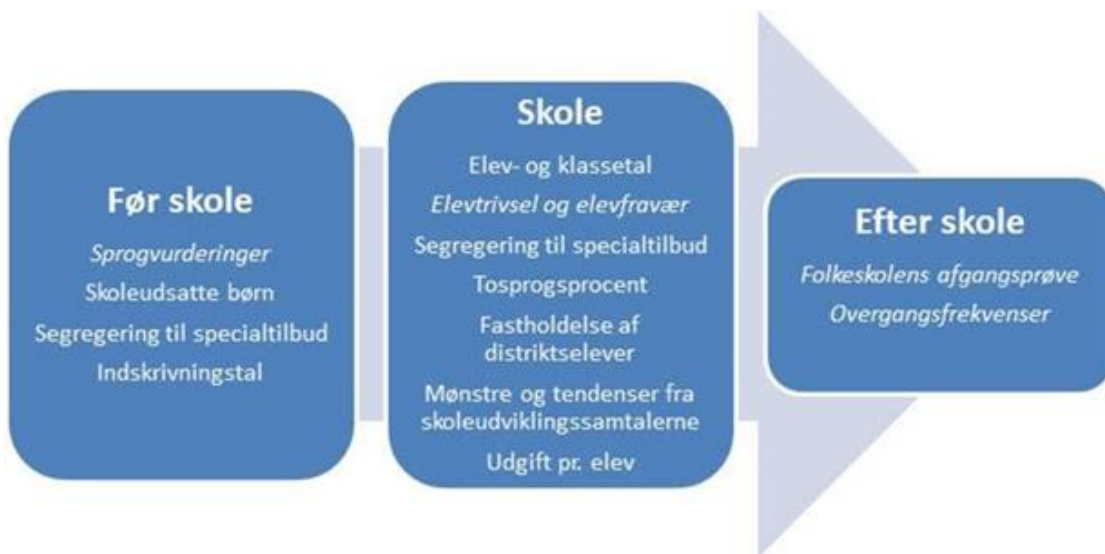 Før skole
Sprogvurderinger
Skoleudsatte børn
Segregering til specialtilbud
Indskrivningstal
Skole
Elev- og klassetal
Elevtrivsel og elevfravær
Segregering til specialtilbud
Tosprogsprocent
Fastholdelse af
distriktselever
Mønstre og tendenser fra
skoleudviklingssamtalerne
Udgift pr. elev
Efter skole
Folkeskolens afgangsprøve
Overgangsfrekvenser